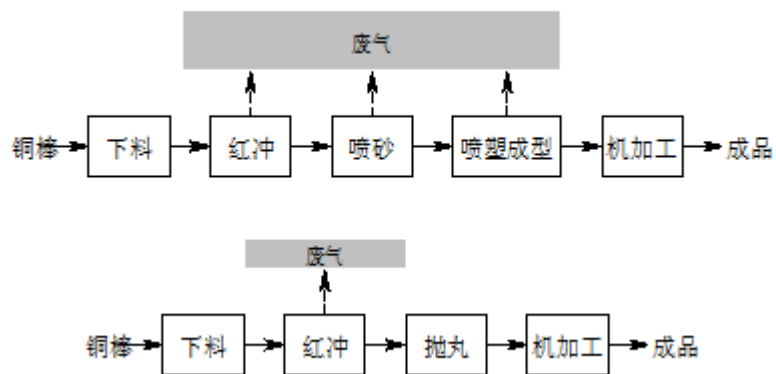 废气
铜棒 下料 红冲 喷砂 喷塑成型 机加工 成品
废气
铜棒 下料 红冲 抛丸 机加工 成品